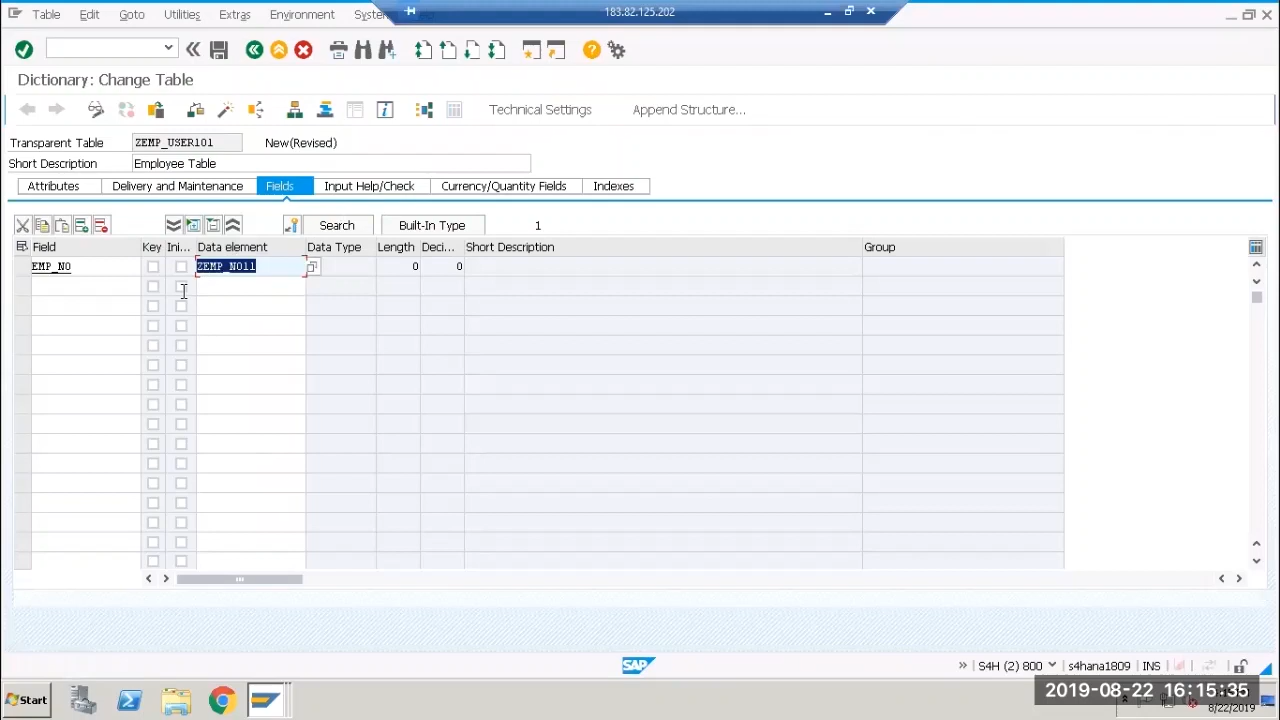 Table Edit Goto Utilities Extras Environment System
183.82.125.202
Dictionary: Change Table
Technical Settings Append Structure...
Transparent Table ZEMP_USER101 New(Revised)
Short Description Employee Table
Attributes Delivery and Maintenance Fields Input Help/Check Currency/Quantity Fields Indexes
Search Built-In Type 1
Field Key Ini... Data element Data Type Length Deci... Short Description Group
EMP_NO ZEMP_NO11 0 0
SAP
S4H (2) 800 s4hana1809 INS
Start
2019-08-22 16:15:35
8/22/2019